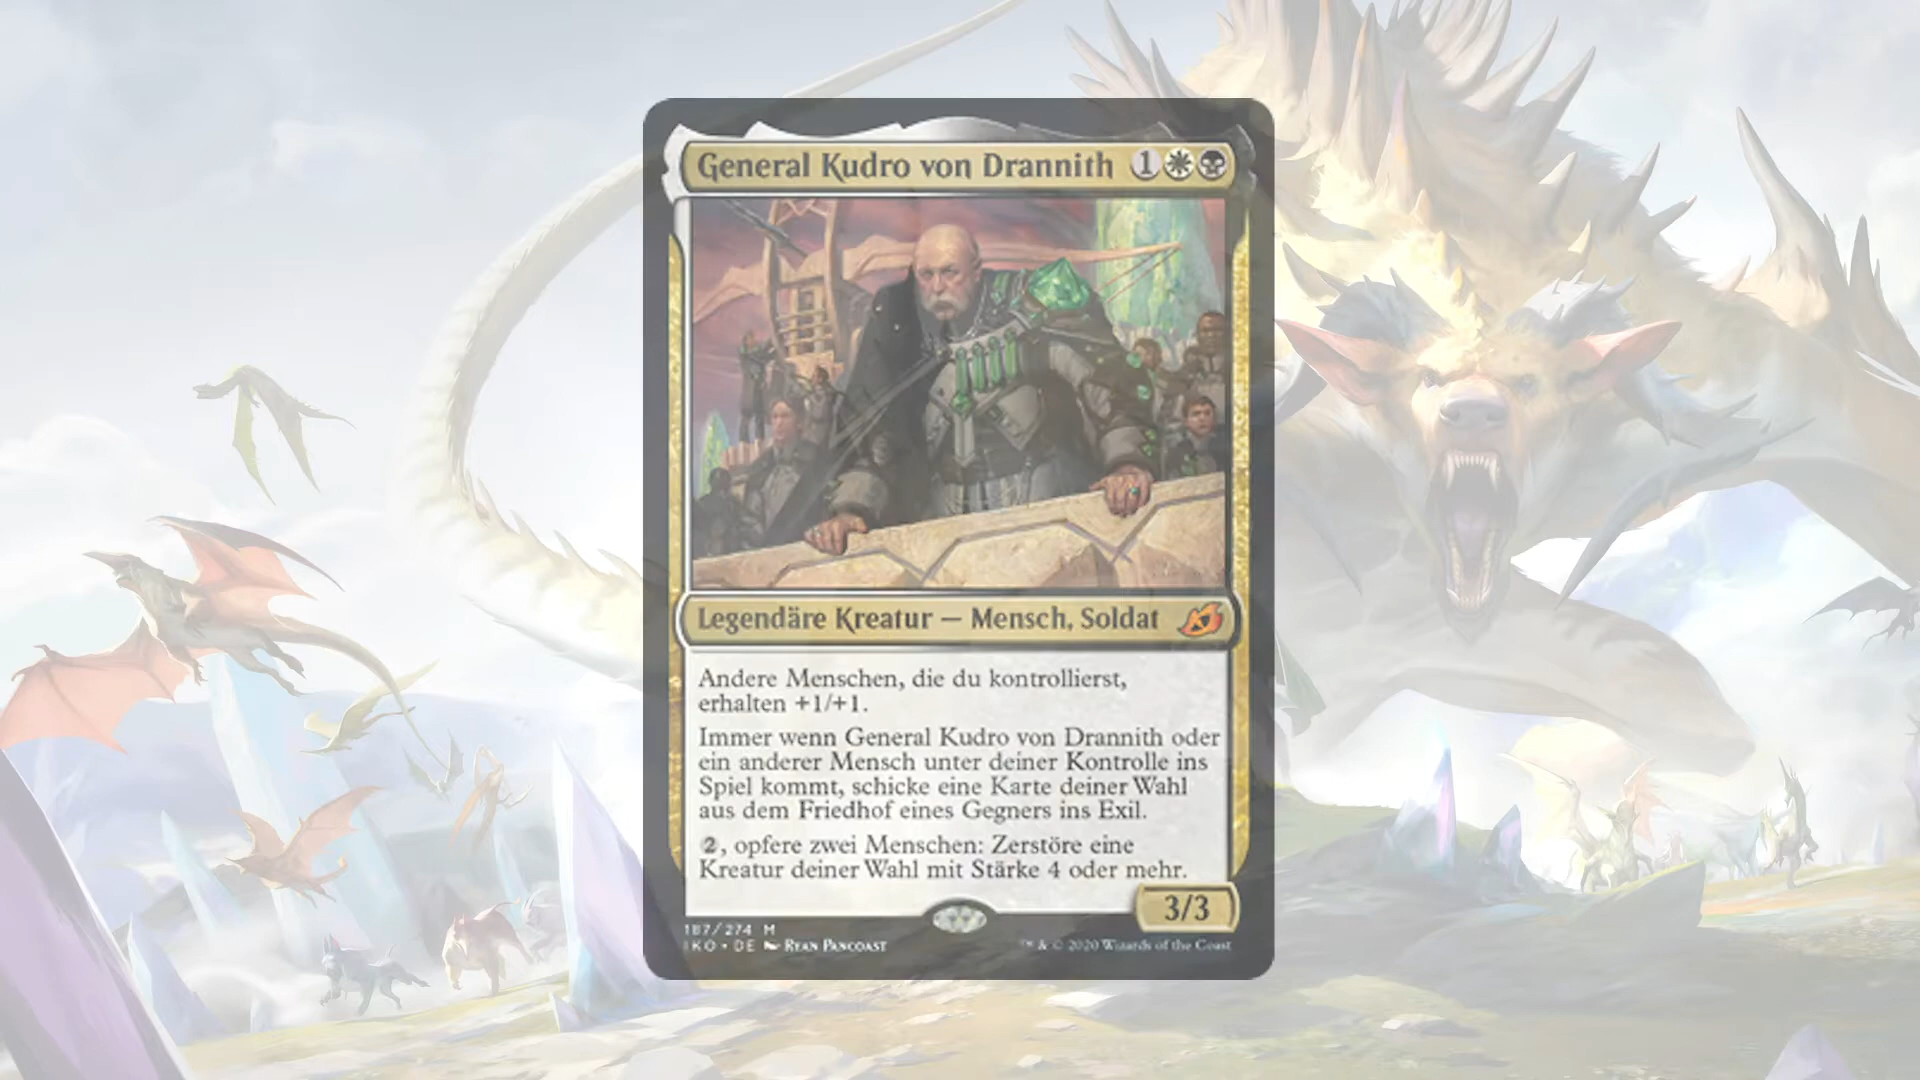 General Kudro von Drannith 1
Legendäre Kreatur — Mensch, Soldat
Andere Menschen, die du kontrollierst,
erhalten +1/+1.
Immer wenn General Kudro von Drannith oder
ein anderer Mensch unter deiner Kontrolle ins
Spiel kommt, schicke eine Karte deiner Wahl
aus dem Friedhof eines Gegners ins Exil.
2, opfere zwei Menschen: Zerstöre eine
Kreatur deiner Wahl mit Stärke 4 oder mehr.
3/3
187/274 M
IKO • DE Ryan Pancoast
™ & © 2020 Wizards of the Coast